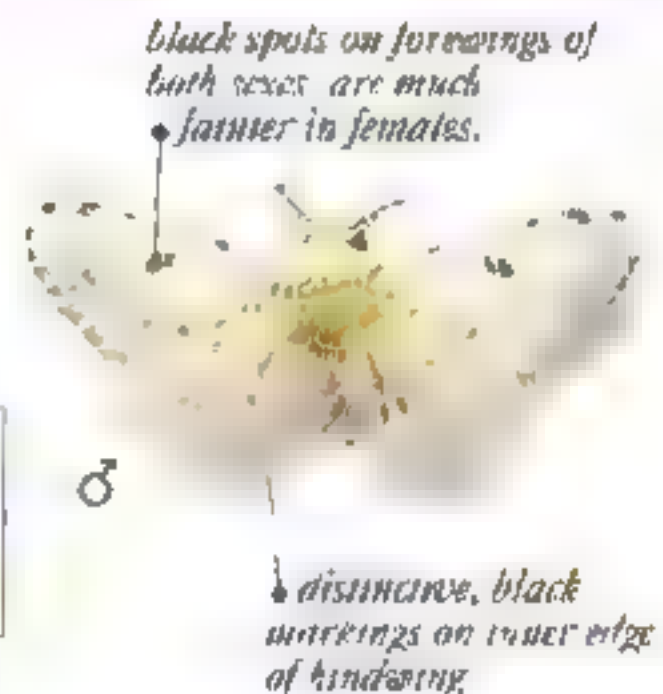 black spots on forewings of
both sexes are much
fainter in females.
♂
distinctive, black
markings on inner edge
of hindwing